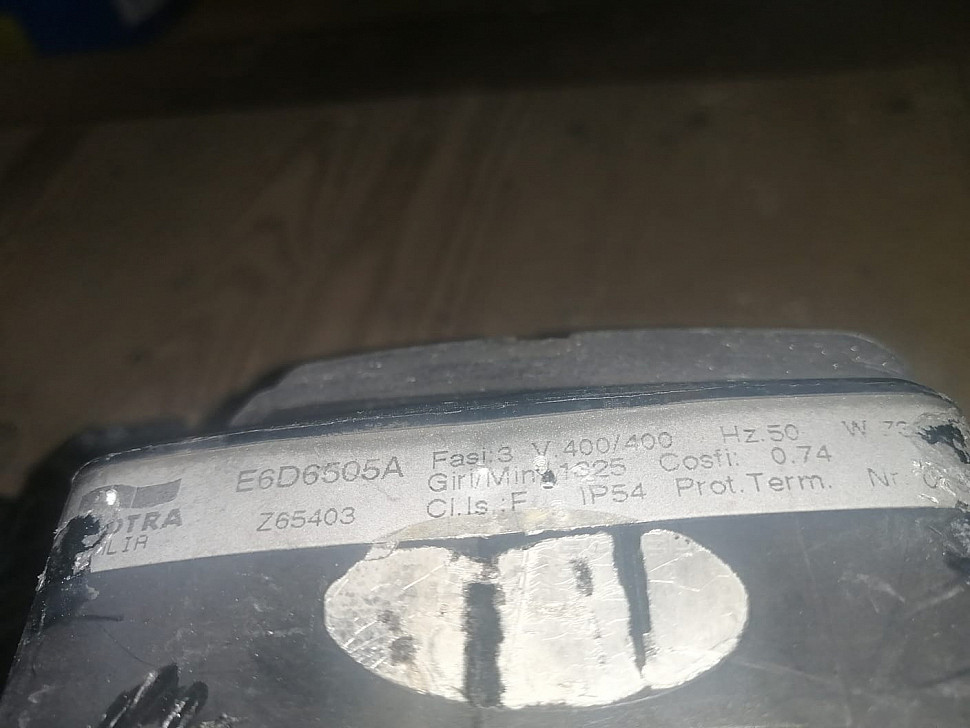 E6D6505A
Z65403
Fasi:3 V.400/400 Hz.50 W
Giri/Min: 1325 Cosfi: 0.74
Cl.Is.:F IP54 Prot.Term. Nr